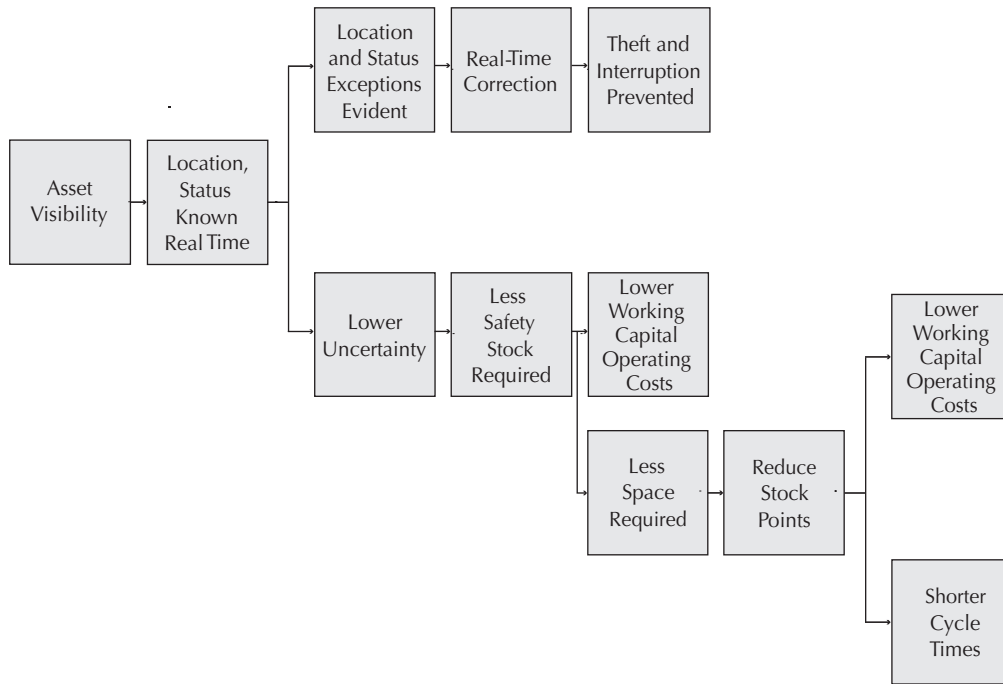 Location
and Status
Exceptions
Evident
Real-Time
Correction
Theft and
Interruption
Prevented
Asset
Visibility
Location,
Status
Known
Real Time
Lower
Uncertainty
Less
Safety
Stock
Required
Lower
Working
Capital
Operating
Costs
Lower
Working
Capital
Operating
Costs
Less
Space
Required
Reduce
Stock
Points
Shorter
Cycle
Times